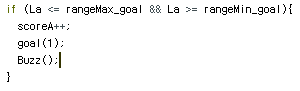 if (La <= rangeMax_goal && La >= rangeMin_goal){
scoreA++;
goal(1);
Buzz();
}